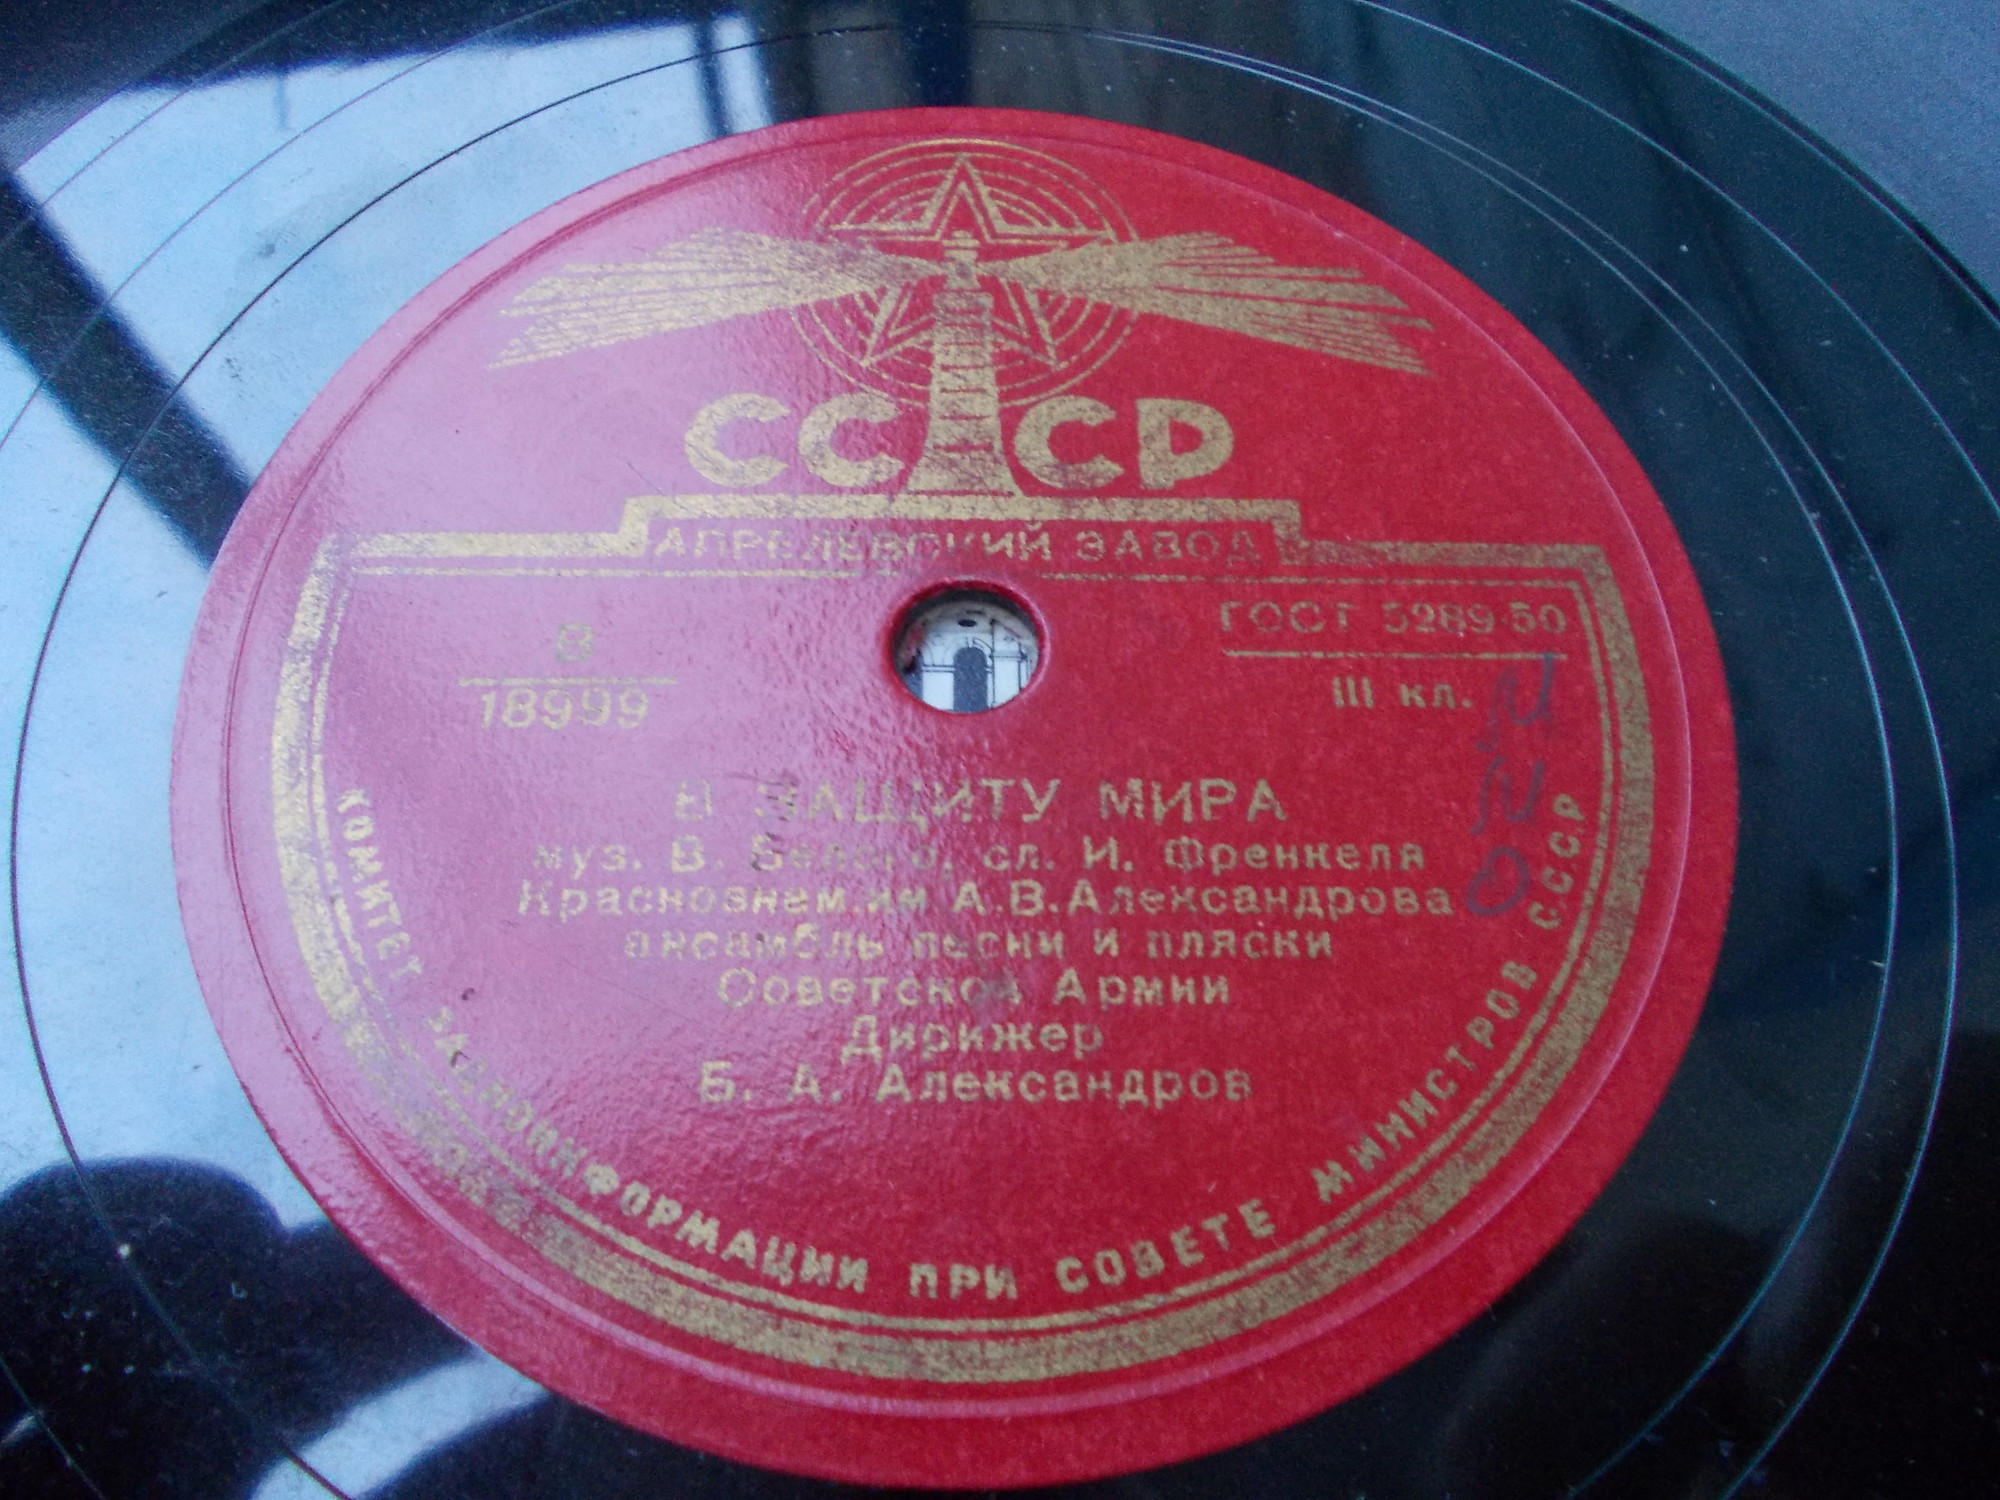 СССР
АПРЕЛЕВСКИЙ ЗАВОД
ГОСТ 5289-50
В
18999
III кл.
В ЗАЩИТУ МИРА
муз. В. Белого, сл. И. Френкеля
Краснознам.им А.В.Александрова
ансамбль песни и пляски
Советской Армии
Дирижер
Б. А. Александров
КОМИТЕТ РАДИОИНФОРМАЦИИ ПРИ СОВЕТЕ МИНИСТРОВ СССР